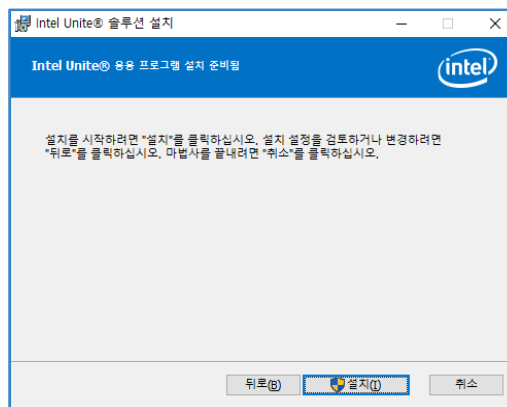 Intel Unite® 솔루션 설치
Intel Unite® 응용 프로그램 설치 준비됨
intel
설치를 시작하려면 "설치"를 클릭하십시오. 설치 설정을 검토하거나 변경하려면
"뒤로"를 클릭하십시오. 마법사를 끝내려면 "취소"를 클릭하십시오.
뒤로(B) 설치(I) 취소